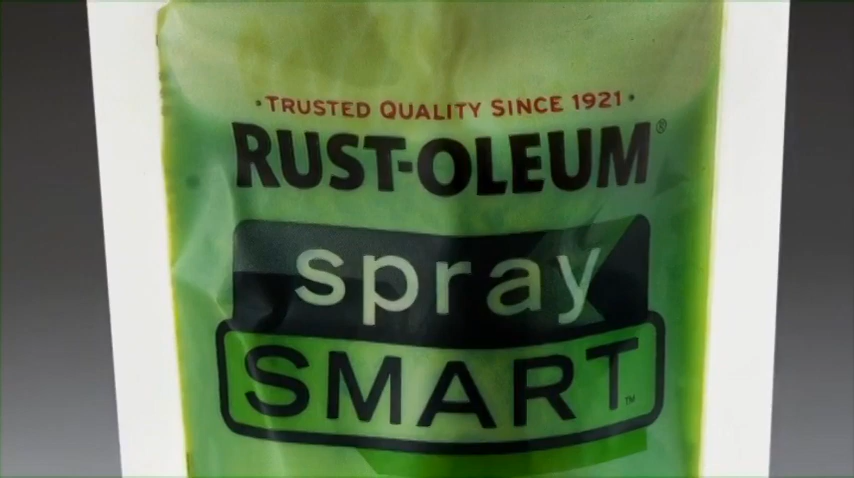 • TRUSTED QUALITY SINCE 1921 •
RUST-OLEUM®
spray
SMART™